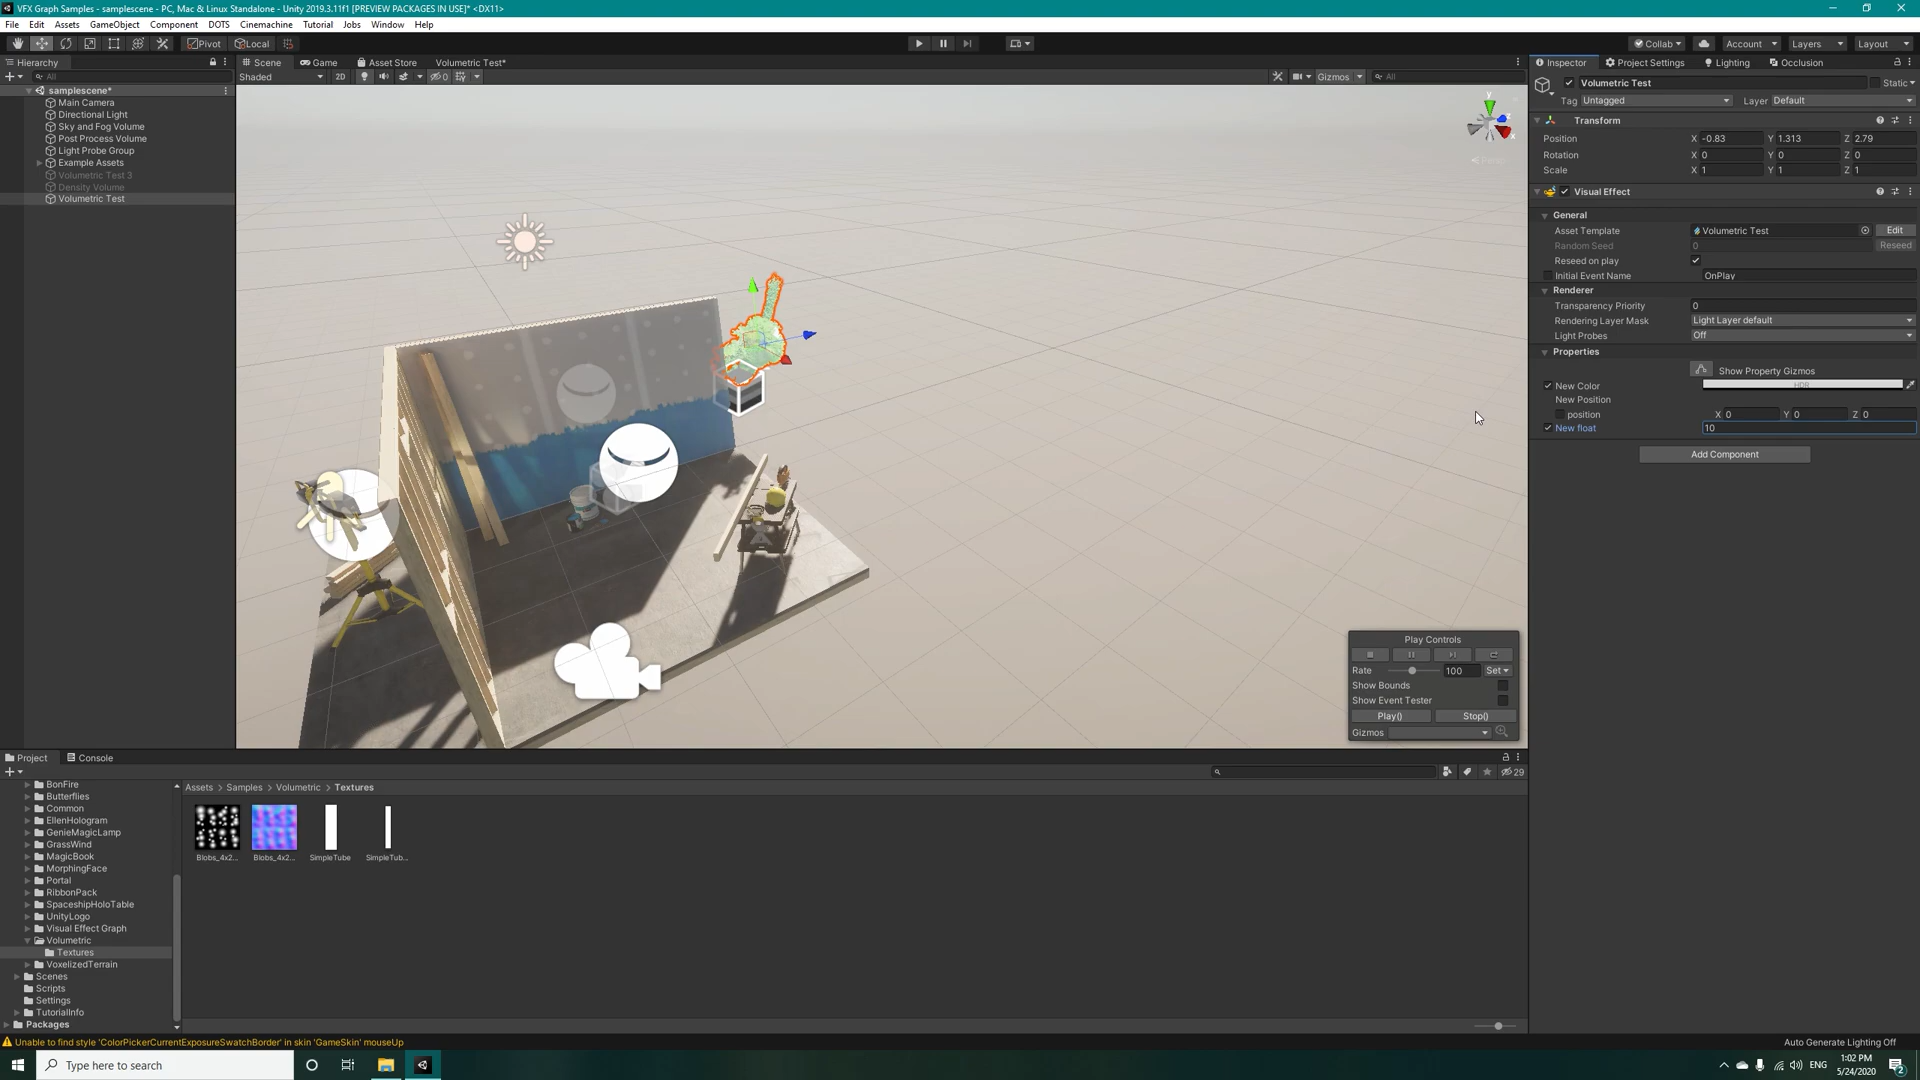 VFX Graph Samples - samplescene - PC, Mac & Linux Standalone - Unity 2019.3.11f1 [PREVIEW PACKAGES IN USE]* <DX11>
File Edit Assets GameObject Component DOTS Cinemachine Tutorial Jobs Window Help
Pivot Local Collab Account Layers Layout
Hierarchy
All
samplescene*
Main Camera
Directional Light
Sky and Fog Volume
Post Process Volume
Light Probe Group
Example Assets
Volumetric Test 3
Density Volume
Volumetric Test
Scene Game Asset Store Volumetric Test*
Shaded 2D 0 Gizmos All
y
x
Persp
Play Controls
Rate 100 Set
Show Bounds
Show Event Tester
Play() Stop()
Gizmos
Inspector Project Settings Lighting Occlusion
Volumetric Test Static
Tag Untagged Layer Default
Transform
Position X -0.83 Y 1.313 Z 2.79
Rotation X 0 Y 0 Z 0
Scale X 1 Y 1 Z 1
Visual Effect
General
Asset Template Volumetric Test Edit
Random Seed 0 Reseed
Reseed on play
Initial Event Name OnPlay
Renderer
Transparency Priority 0
Rendering Layer Mask Light Layer default
Light Probes Off
Properties
Show Property Gizmos
New Color HDR
New Position
position X 0 Y 0 Z 0
New float 10
Add Component
Project Console
29
BonFire
Butterflies
Common
EllenHologram
GenieMagicLamp
GrassWind
MagicBook
MorphingFace
Portal
RibbonPack
SpaceshipHoloTable
UnityLogo
Visual Effect Graph
Volumetric
Textures
VoxelizedTerrain
Scenes
Scripts
Settings
TutorialInfo
Packages
Assets > Samples > Volumetric > Textures
Blobs_4x2... Blobs_4x2... SimpleTube SimpleTub...
Unable to find style 'ColorPickerCurrentExposureSwatchBorder' in skin 'GameSkin' mouseUp
Auto Generate Lighting Off
Type here to search
ENG
1:02 PM
5/24/2020
2